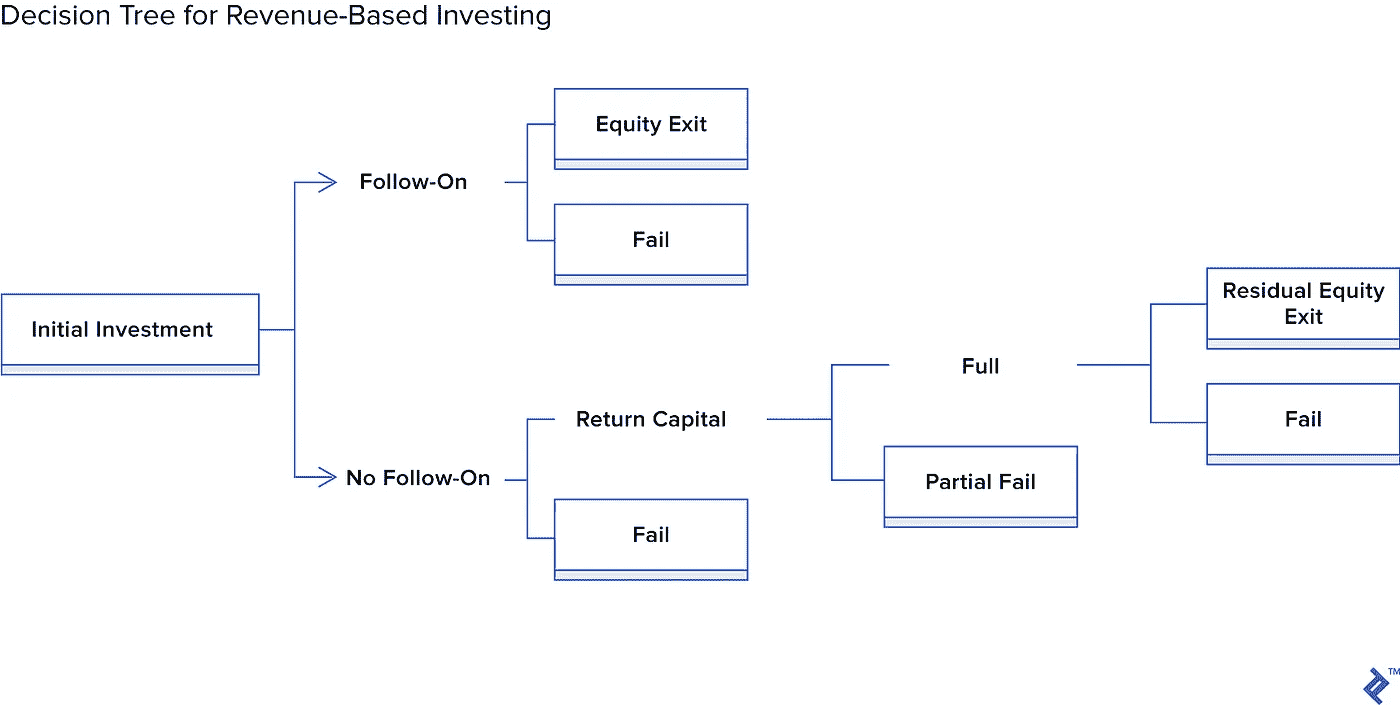 Decision Tree for Revenue-Based Investing
Equity Exit
Follow-On
Fail
Initial Investment
Residual Equity
Exit
Full
Return Capital
Fail
No Follow-On
Partial Fail
Fail
TM